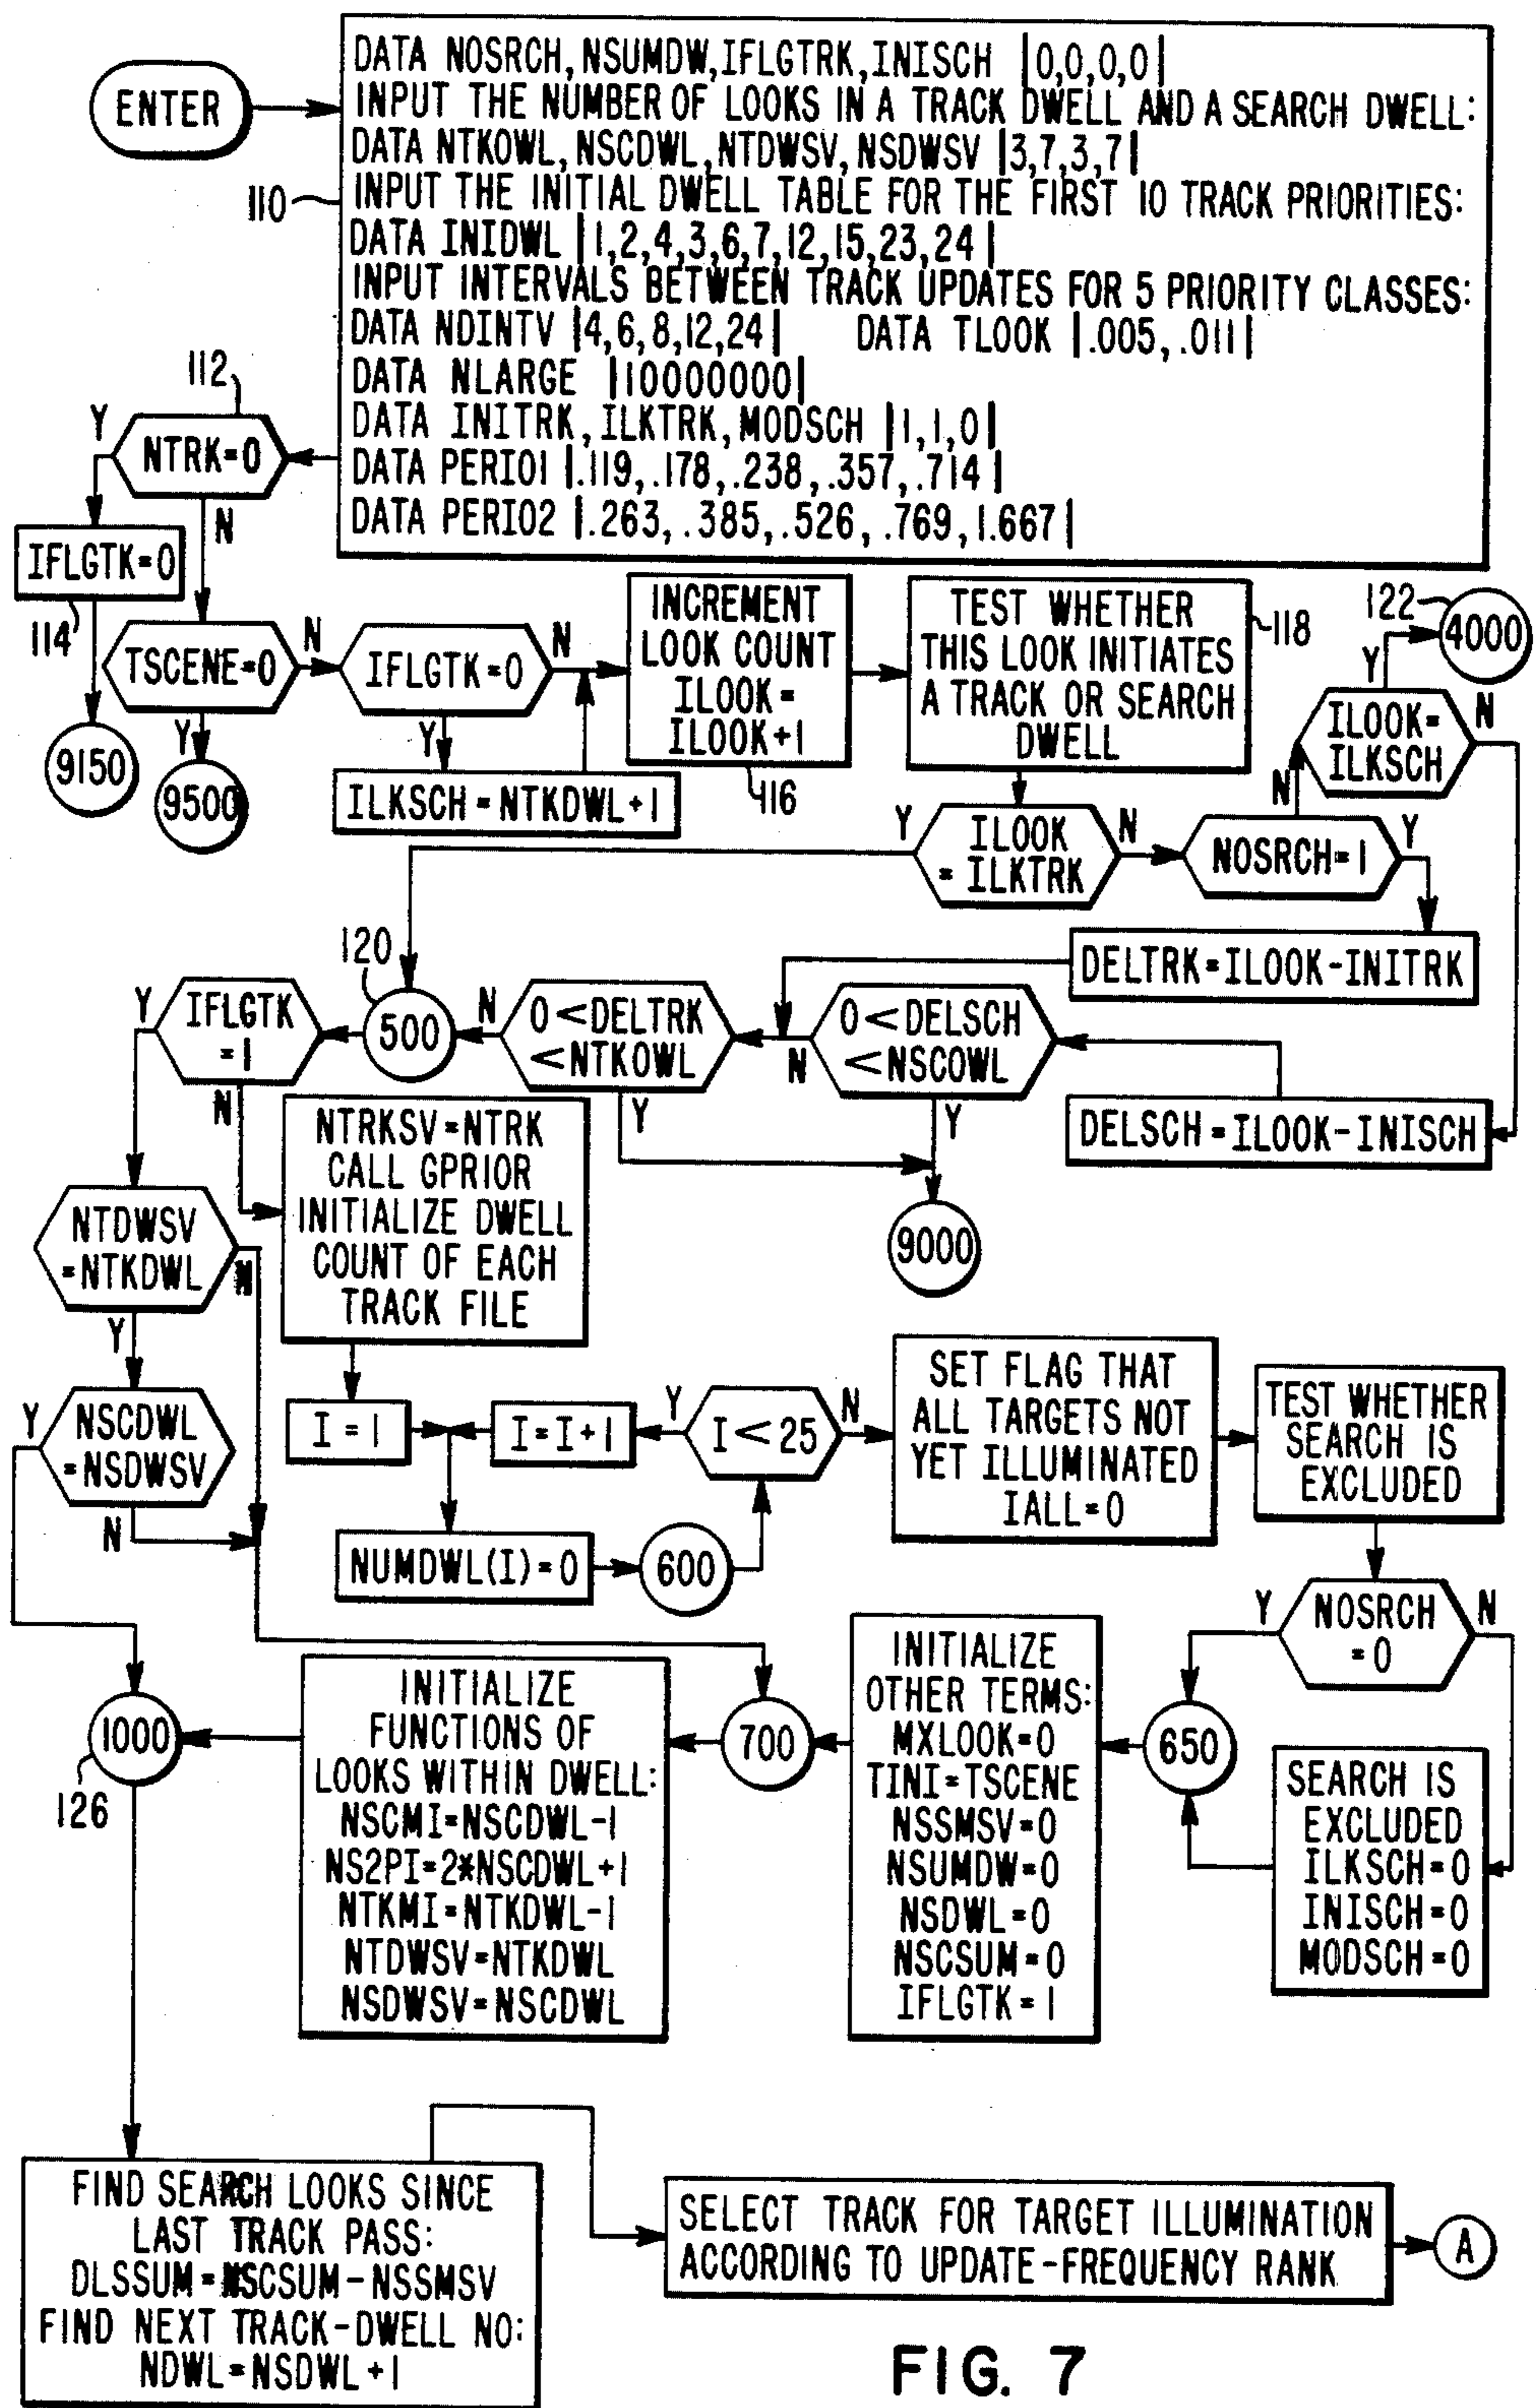 ENTER
DATA NOSRCH, NSUMDW, IFLGTRK, INISCH |0,0,0,0|
INPUT THE NUMBER OF LOOKS IN A TRACK DWELL AND A SEARCH DWELL:
DATA NTKOWL, NSCDWL, NTDWSV, NSDWSV |3,7,3,7|
INPUT THE INITIAL DWELL TABLE FOR THE FIRST 10 TRACK PRIORITIES:
DATA INIDWL |1,2,4,3,6,7,12,15,23,24|
INPUT INTERVALS BETWEEN TRACK UPDATES FOR 5 PRIORITY CLASSES:
DATA NDINTV |4,6,8,12,24| DATA TLOOK |.005,.011|
DATA NLARGE |10000000|
DATA INITRK, ILKTRK, MODSCH |1,1,0|
DATA PERIO1 |.119,.178,.238,.357,.714|
DATA PERIO2 |.263,.385,.526,.769,1.667|
110
112
Y
NTRK=0
N
IFLGTK=0
114
9150
TSCENE=0
N
Y
9500
IFLGTK=0
N
Y
ILKSCH=NTKDWL+1
INCREMENT
LOOK COUNT
ILOOK=
ILOOK+1
116
TEST WHETHER
THIS LOOK INITIATES
A TRACK OR SEARCH
DWELL
118
122
4000
Y
ILOOK=
ILKSCH
N
N
Y
ILOOK
=ILKTRK
N
NOSRCH=1
Y
DELTRK=ILOOK-INITRK
120
Y
IFLGTK
=1
N
500
N
0<DELTRK
<NTKOWL
Y
N
0<DELSCH
<NSCOWL
Y
DELSCH=ILOOK-INISCH
9000
NTRKSV=NTRK
CALL GPRIOR
INITIALIZE DWELL
COUNT OF EACH
TRACK FILE
NTDWSV
=NTKDWL
N
Y
Y
NSCDWL
=NSDWSV
N
I=1
I=I+1
Y
I<25
N
NUMDWL(I)=0
600
SET FLAG THAT
ALL TARGETS NOT
YET ILLUMINATED
IALL=0
TEST WHETHER
SEARCH IS
EXCLUDED
Y
NOSRCH
=0
N
SEARCH IS
EXCLUDED
ILKSCH=0
INISCH=0
MODSCH=0
650
INITIALIZE
OTHER TERMS:
MXLOOK=0
TINI=TSCENE
NSSMSV=0
NSUMDW=0
NSDWL=0
NSCSUM=0
IFLGTK=1
700
INITIALIZE
FUNCTIONS OF
LOOKS WITHIN DWELL:
NSCMI=NSCDWL-1
NS2PI=2*NSCDWL+1
NTKMI=NTKDWL-1
NTDWSV=NTKDWL
NSDWSV=NSCDWL
1000
126
FIND SEARCH LOOKS SINCE
LAST TRACK PASS:
DLSSUM=NSCSUM-NSSMSV
FIND NEXT TRACK-DWELL NO:
NDWL=NSDWL+1
SELECT TRACK FOR TARGET ILLUMINATION
ACCORDING TO UPDATE-FREQUENCY RANK
A
FIG. 7